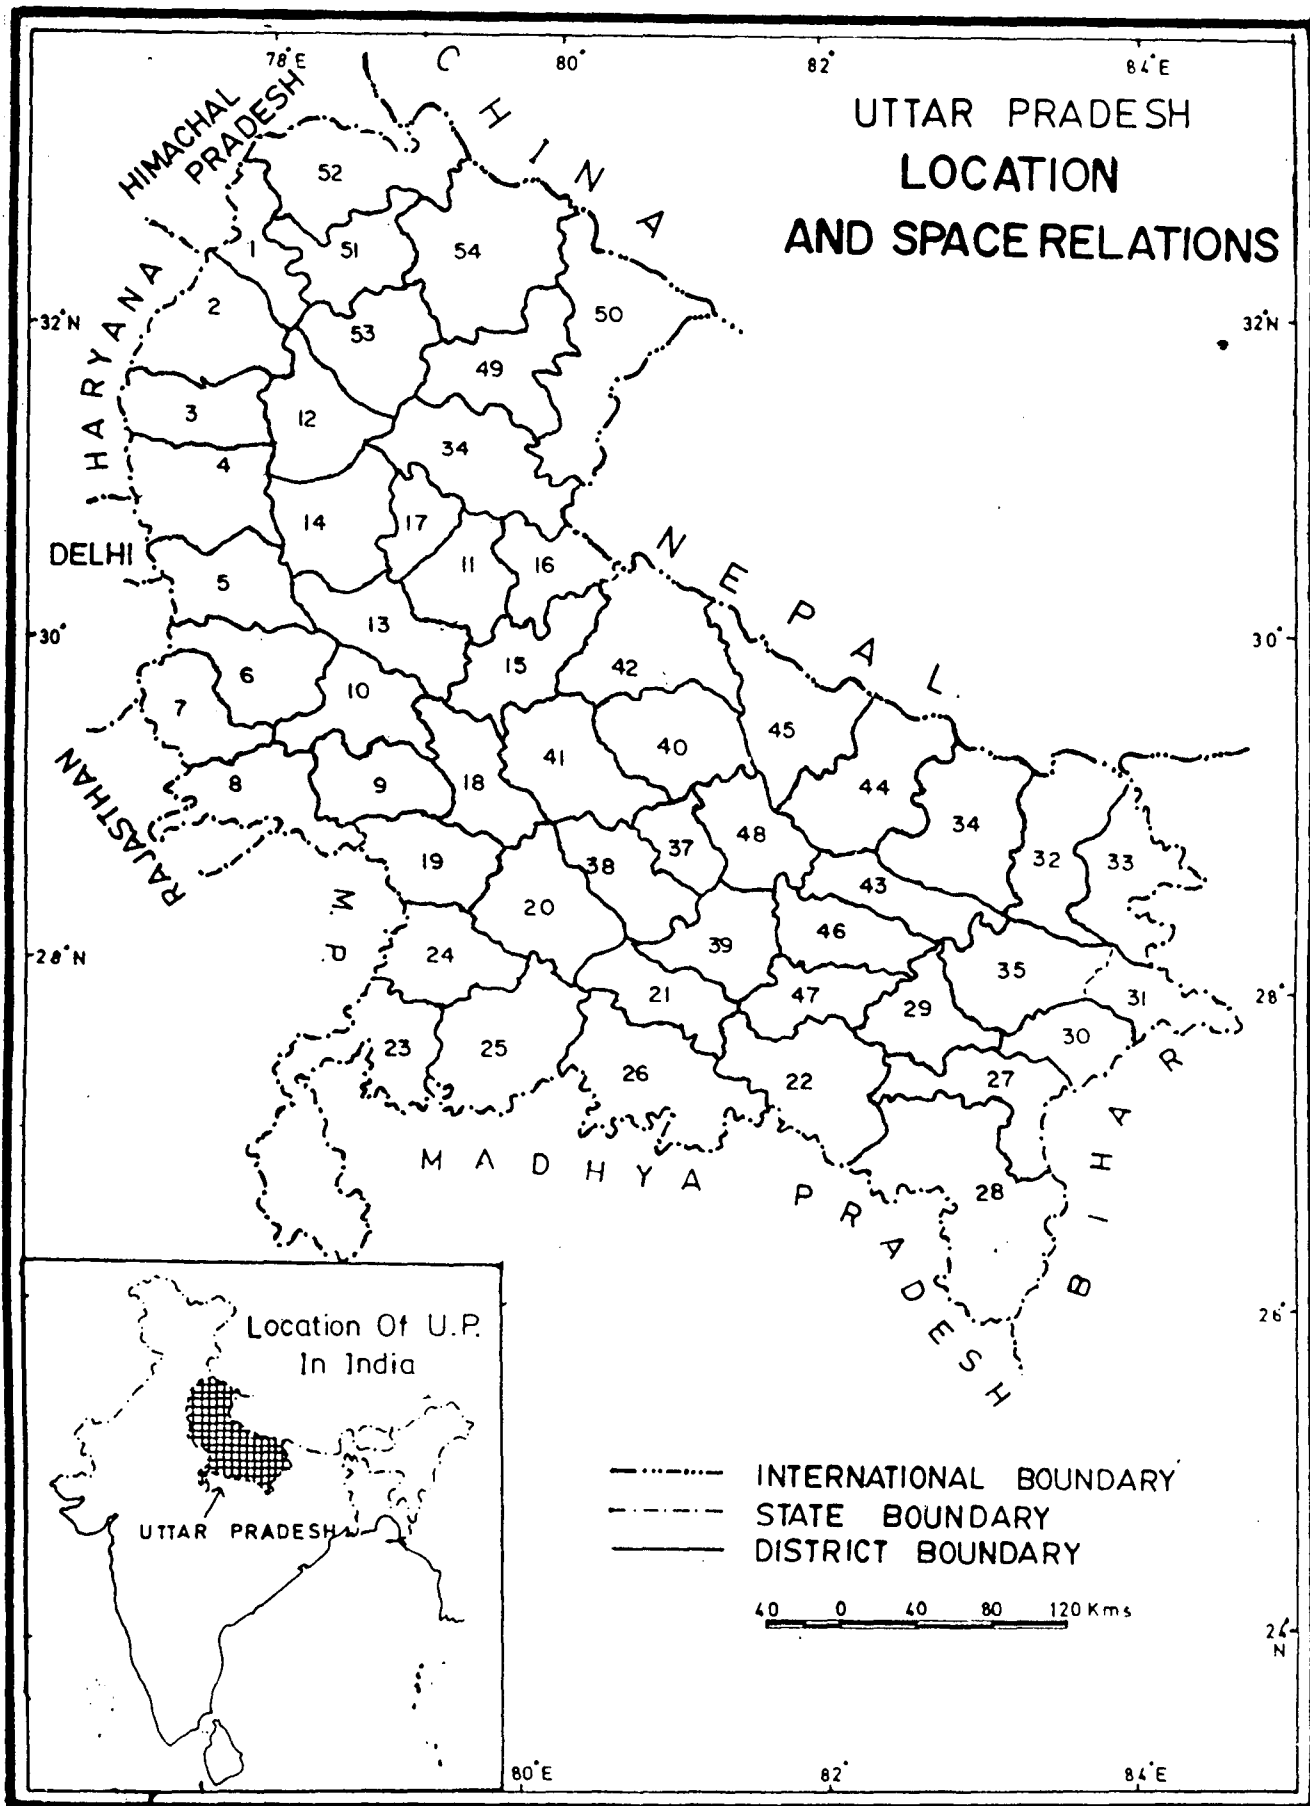 78°E
80°
82°
84°E
UTTAR PRADESH
LOCATION
AND SPACE RELATIONS
HIMACHAL
PRADESH
CHINA
HARYANA
DELHI
RAJASTHAN
M.P.
NEPAL
MADHYA PRADESH
BIHAR
32°N
30°
28°N
32°N
30°
28°
26°
24
N
52
1
51
54
2
50
53
49
3
12
34
4
14
17
11
16
5
13
15
42
6
10
7
45
40
41
18
44
8
9
34
48
37
38
32
33
19
43
20
46
39
24
35
47
21
31
29
30
23
25
26
22
27
28
Location Of U.P.
In India
UTTAR PRADESH
INTERNATIONAL BOUNDARY
STATE BOUNDARY
DISTRICT BOUNDARY
40 0 40 80 120 Kms
80°E
82°
84°E